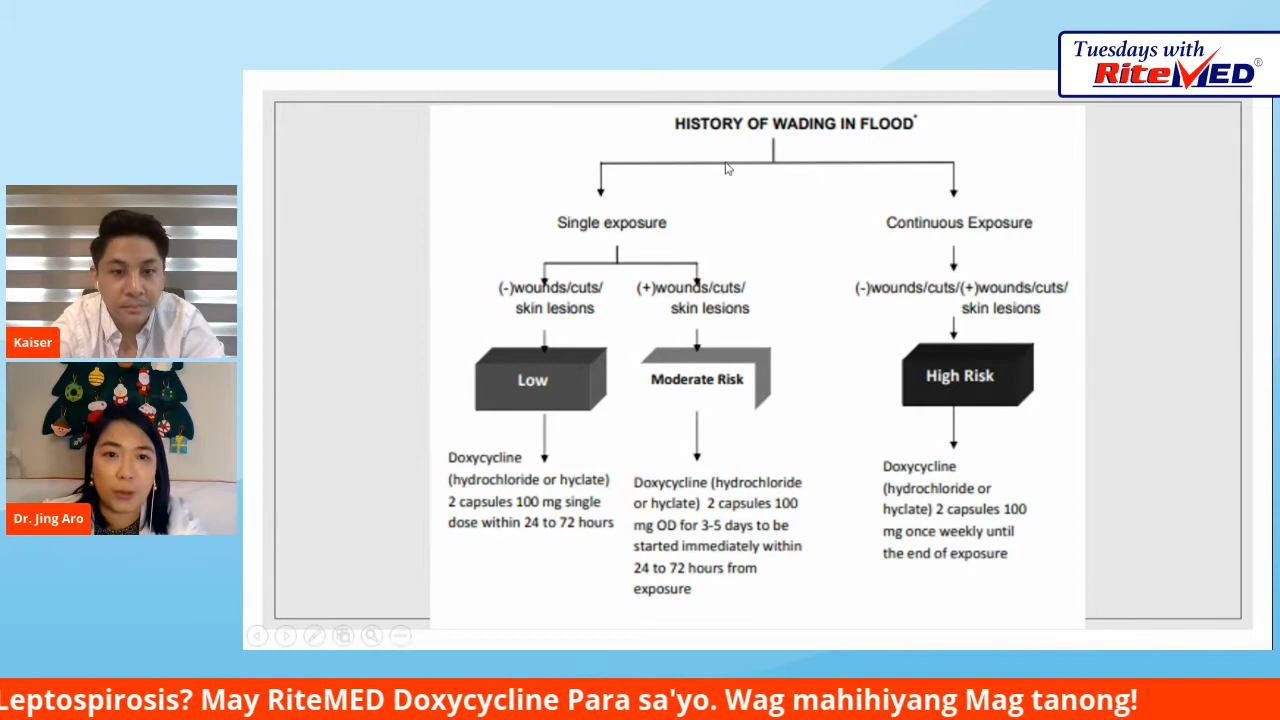 Tuesdays with
RiteMED®
HISTORY OF WADING IN FLOOD*
Single exposure
Continuous Exposure
(-)wounds/cuts/
skin lesions
(+)wounds/cuts/
skin lesions
(-)wounds/cuts/(+)wounds/cuts/
skin lesions
Low
Moderate Risk
High Risk
Doxycycline
(hydrochloride or hyclate)
2 capsules 100 mg single
dose within 24 to 72 hours
Doxycycline (hydrochloride
or hyclate) 2 capsules 100
mg OD for 3-5 days to be
started immediately within
24 to 72 hours from
exposure
Doxycycline
(hydrochloride or
hyclate) 2 capsules 100
mg once weekly until
the end of exposure
Kaiser
Dr. Jing Aro
Leptospirosis? May RiteMED Doxycycline Para sa'yo. Wag mahihiyang Mag tanong!